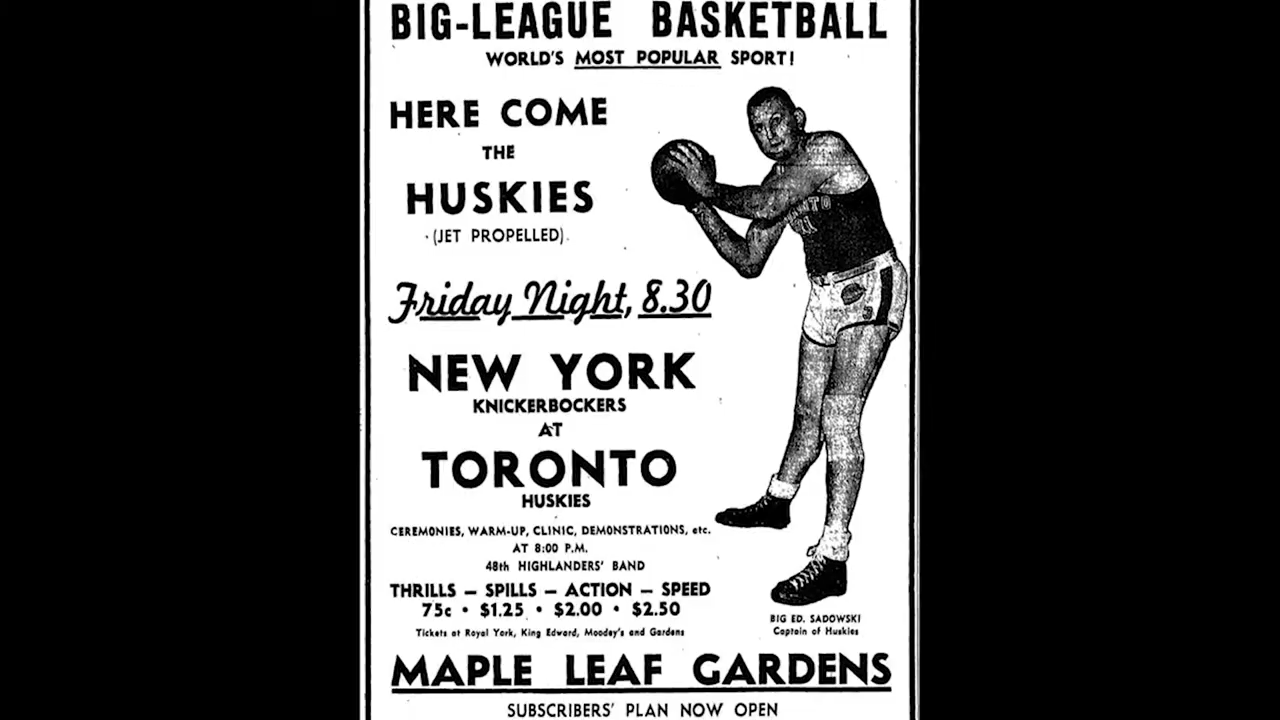 BIG-LEAGUE BASKETBALL
WORLD'S MOST POPULAR SPORT!
HERE COME
THE
HUSKIES
(JET PROPELLED)
Friday Night, 8.30
NEW YORK
KNICKERBOCKERS
AT
TORONTO
HUSKIES
CEREMONIES, WARM-UP, CLINIC, DEMONSTRATIONS, etc.
AT 8:00 P.M.
48th HIGHLANDERS' BAND
THRILLS — SPILLS — ACTION — SPEED
75c • $1.25 • $2.00 • $2.50
Tickets at Royal York, King Edward, Moodey's and Gardens
BIG ED. SADOWSKI
Captain of Huskies
MAPLE LEAF GARDENS
SUBSCRIBERS' PLAN NOW OPEN